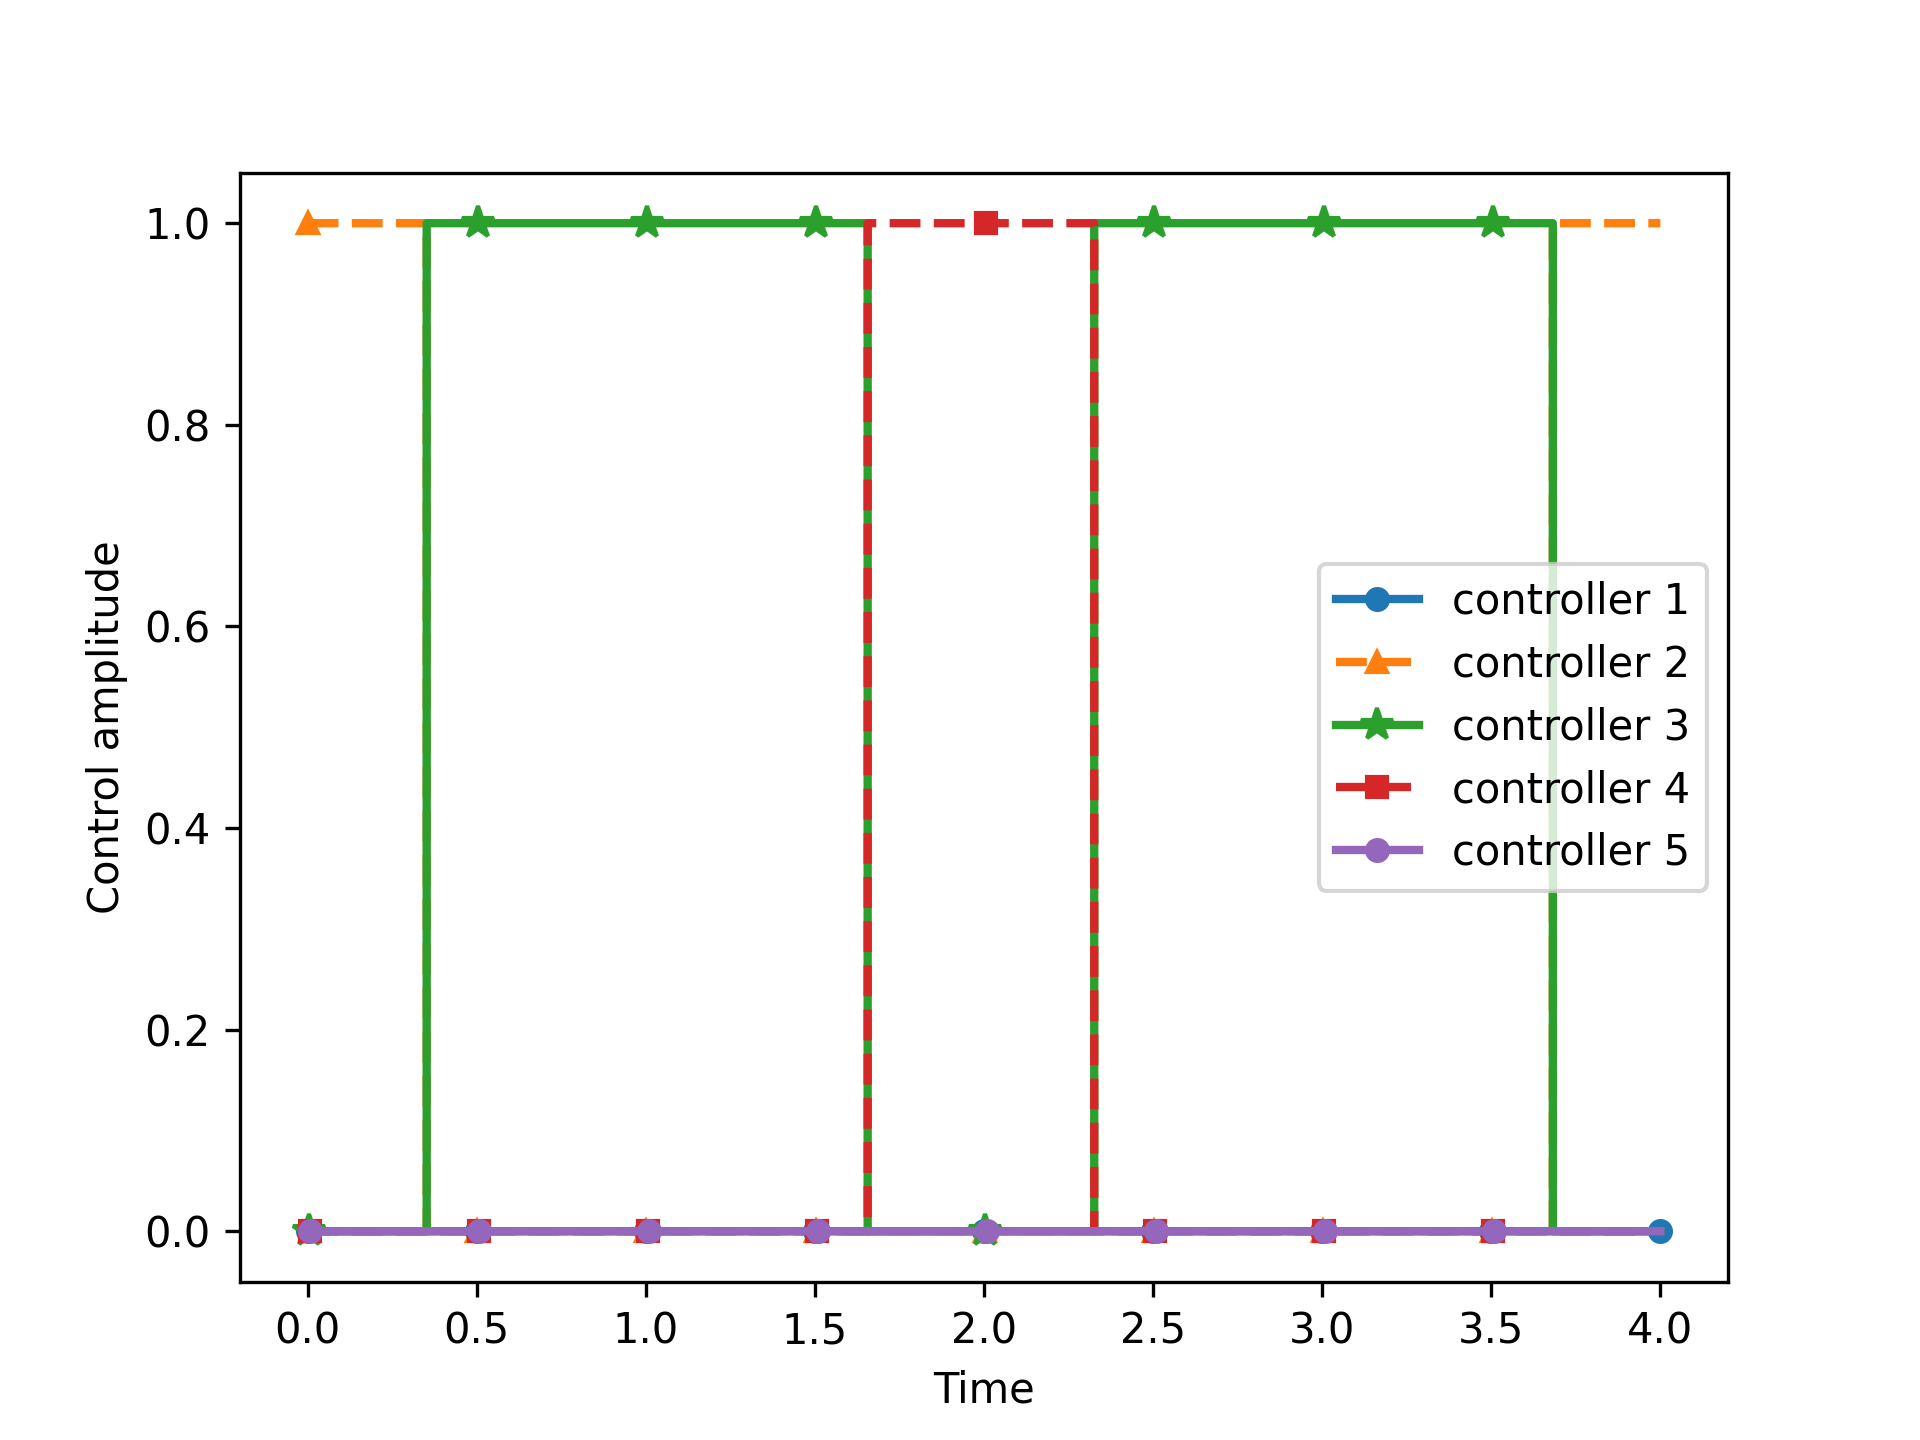 1.0
0.8
0.6
0.4
0.2
0.0
Control amplitude
controller 1
controller 2
controller 3
controller 4
controller 5
0.0 0.5 1.0 1.5 2.0 2.5 3.0 3.5 4.0
Time